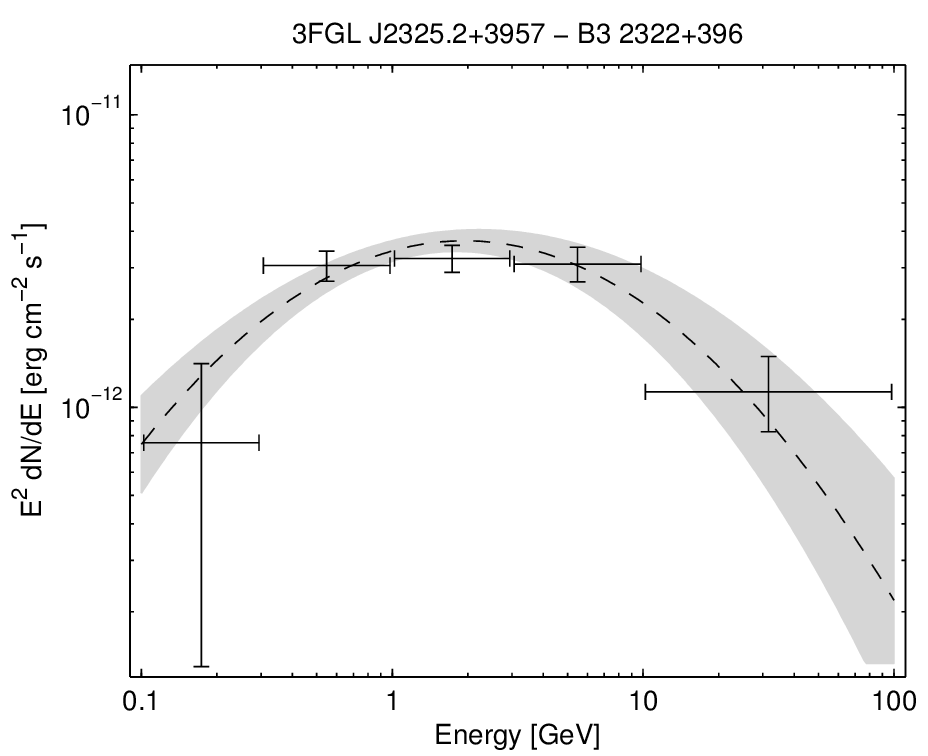 3FGL J2325.2+3957 − B3 2322+396
E² dN/dE [erg cm⁻² s⁻¹]
10⁻¹¹
10⁻¹²
0.1 1 10 100
Energy [GeV]